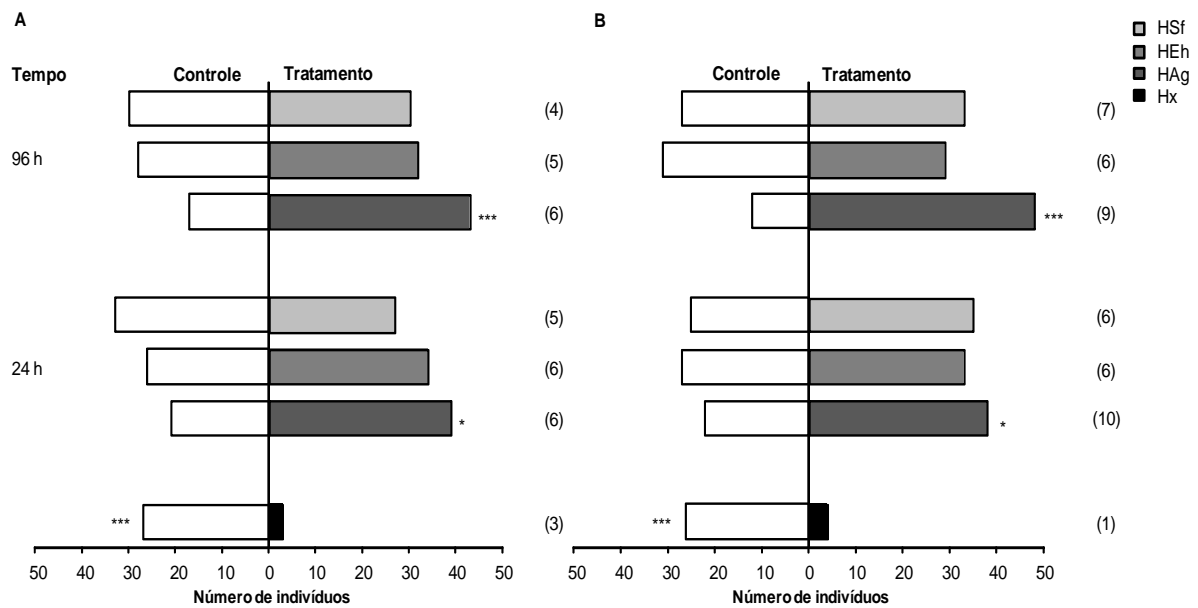 A
B
HSf
HEh
HAg
Hx
Tempo
Controle
Tratamento
Controle
Tratamento
(4)
(7)
96 h
(5)
(6)
***
(6)
***
(9)
(5)
(6)
24 h
(6)
(6)
*
(6)
*
(10)
***
(3)
***
(1)
50 40 30 20 10 0 10 20 30 40 50
50 40 30 20 10 0 10 20 30 40 50
Número de indivíduos
Número de indivíduos